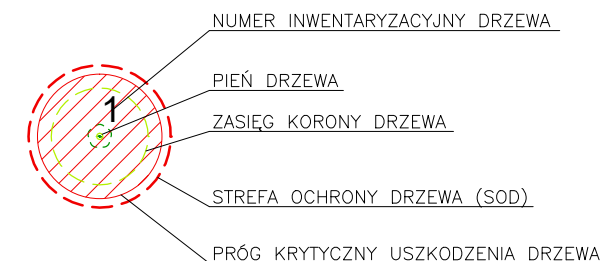 NUMER INWENTARYZACYJNY DRZEWA
PIEŃ DRZEWA
1
ZASIĘG KORONY DRZEWA
STREFA OCHRONY DRZEWA (SOD)
PRÓG KRYTYCZNY USZKODZENIA DRZEWA